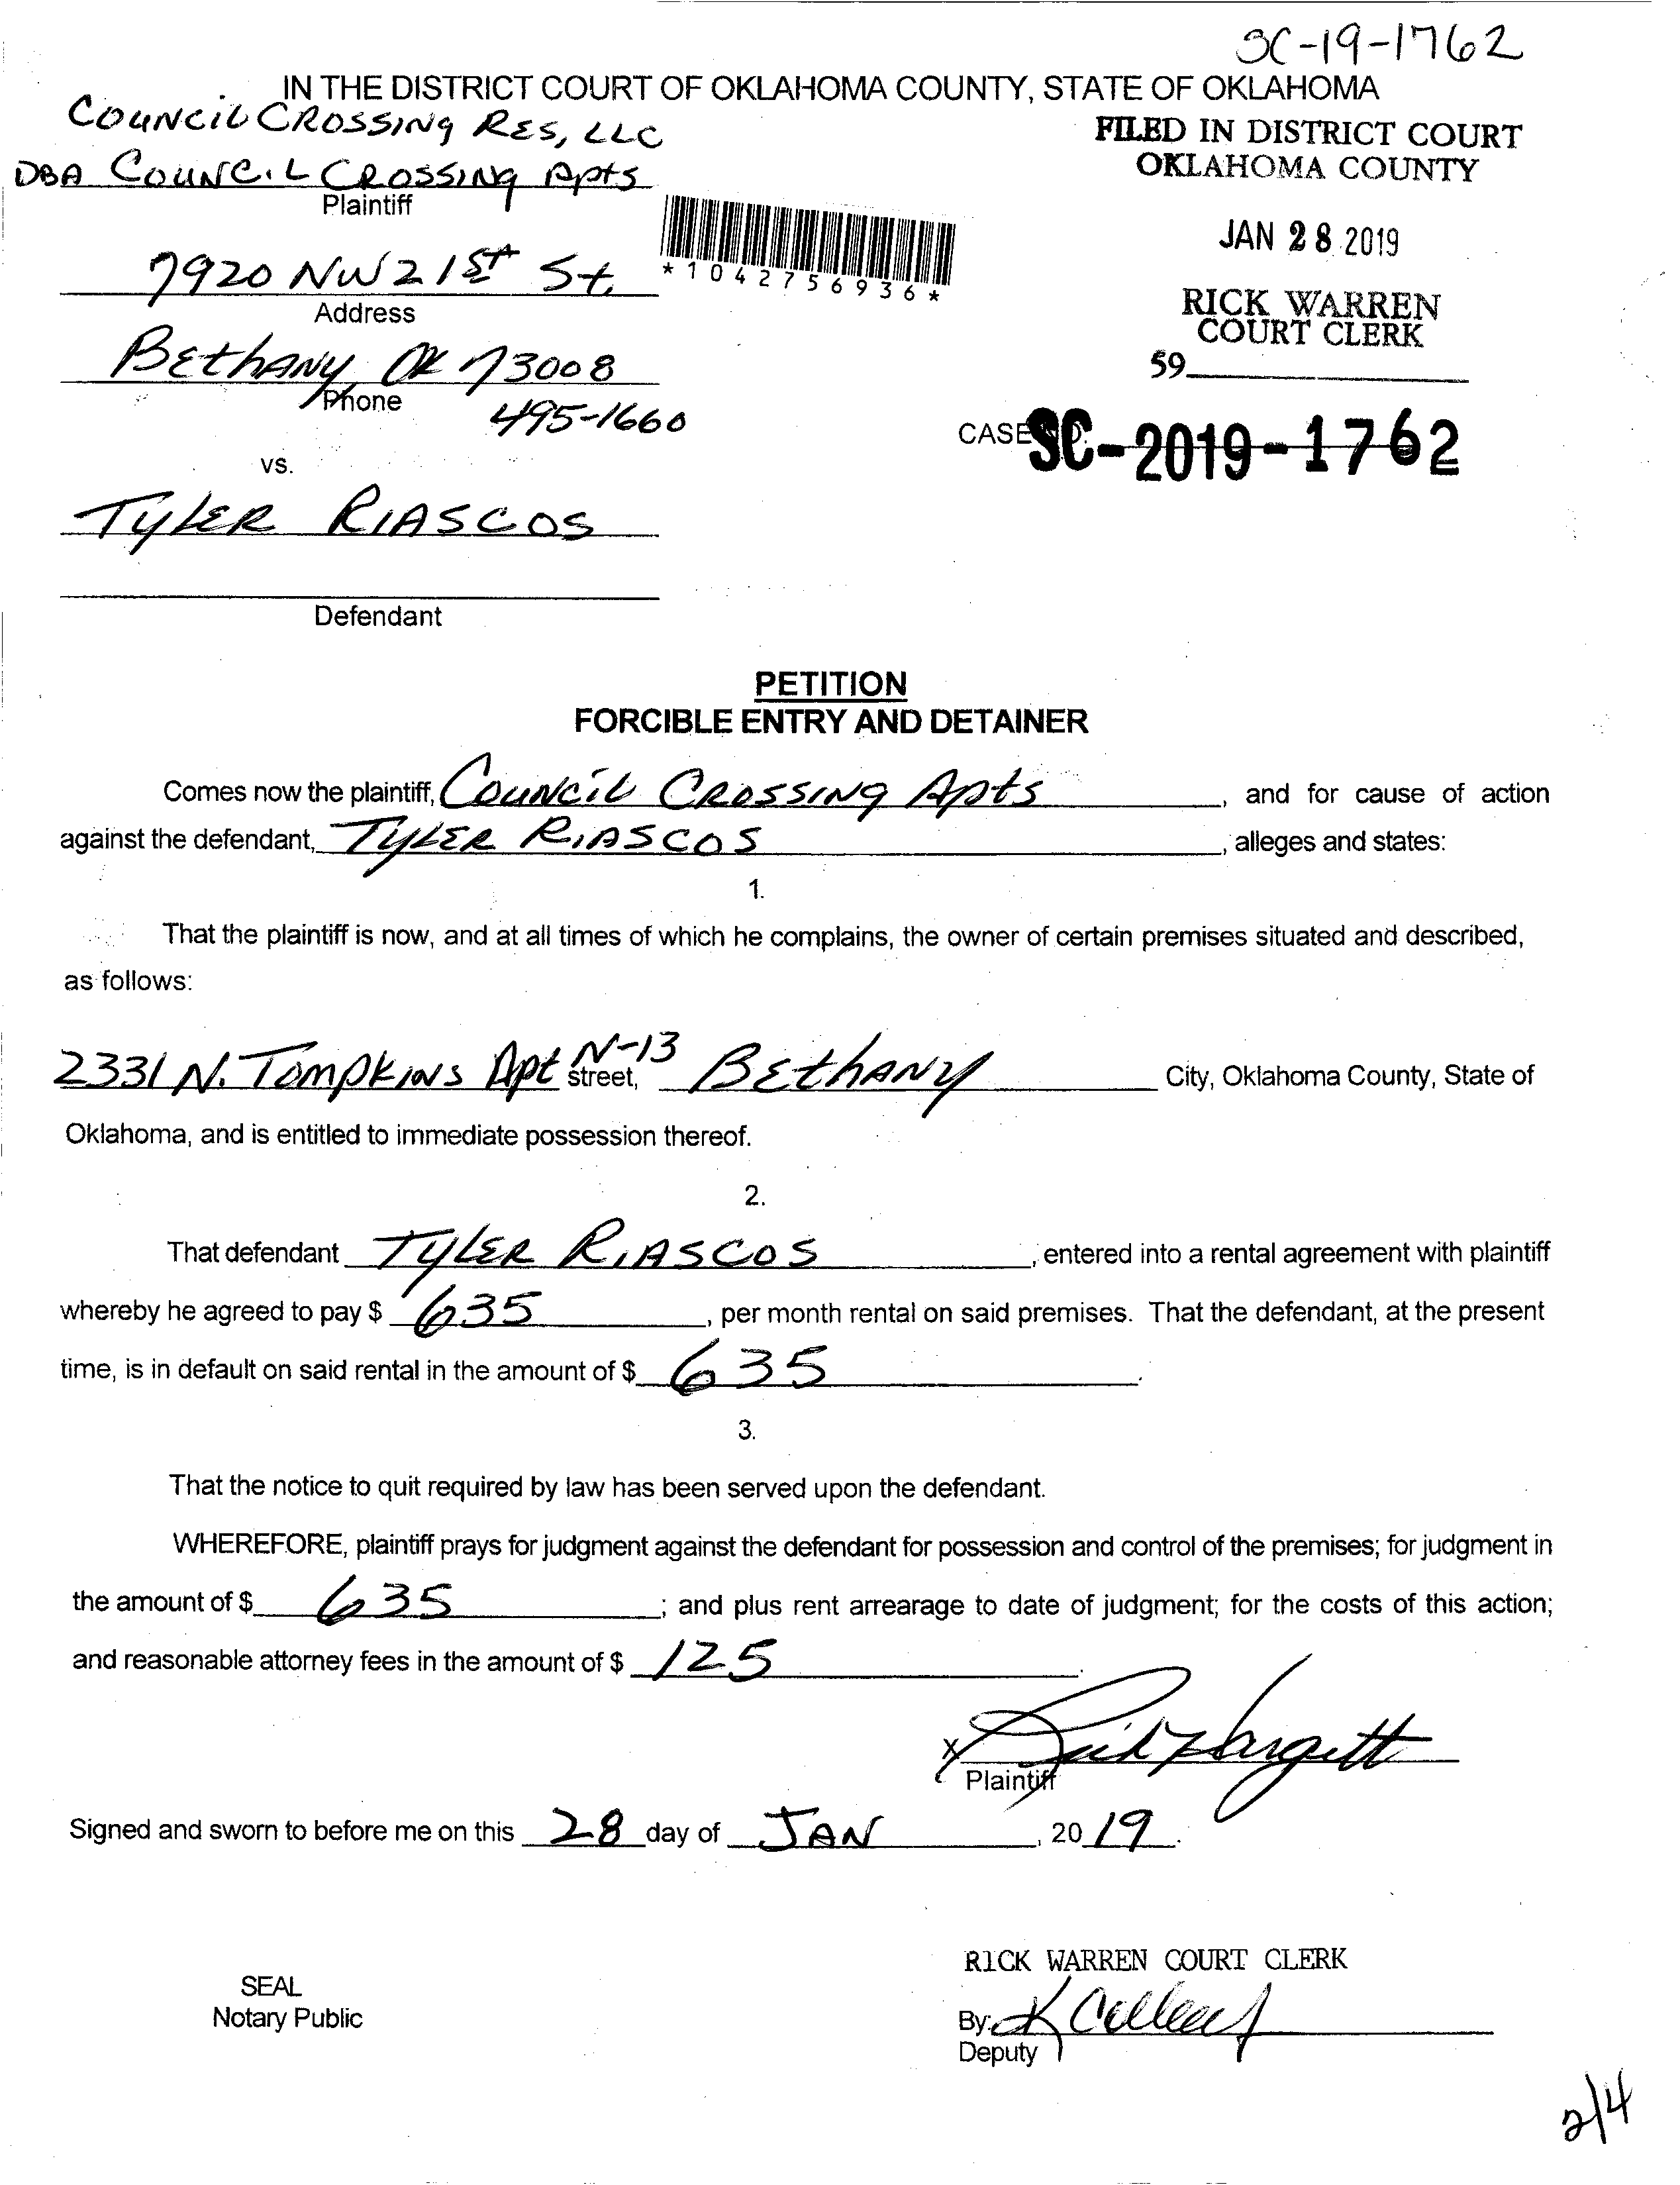 SC-19-1762
IN THE DISTRICT COURT OF OKLAHOMA COUNTY, STATE OF OKLAHOMA
COUNCIL CROSSING RES, LLC
DBA COUNCIL CROSSING Apts
Plaintiff
FILED IN DISTRICT COURT
OKLAHOMA COUNTY
JAN 28 2019
RICK WARREN
COURT CLERK
59
*1042756936*
7920 NW 21st St.
Address
Bethany, OK 73008
Phone
495-1660
CASE NO. SC-2019-1762
vs.
TYLER RIASCOS
Defendant
PETITION
FORCIBLE ENTRY AND DETAINER
Comes now the plaintiff, COUNCIL CROSSING Apts, and for cause of action
against the defendant, TYLER RIASCOS, alleges and states:
1.
That the plaintiff is now, and at all times of which he complains, the owner of certain premises situated and described,
as follows:
2331 N. Tompkins Apt N-13 street, Bethany City, Oklahoma County, State of
Oklahoma, and is entitled to immediate possession thereof.
2.
That defendant TYLER RIASCOS, entered into a rental agreement with plaintiff
whereby he agreed to pay $ 635, per month rental on said premises. That the defendant, at the present
time, is in default on said rental in the amount of $ 635.
3.
That the notice to quit required by law has been served upon the defendant.
WHEREFORE, plaintiff prays for judgment against the defendant for possession and control of the premises; for judgment in
the amount of $ 635; and plus rent arrearage to date of judgment; for the costs of this action;
and reasonable attorney fees in the amount of $ 125.
X
Plaintiff
Signed and sworn to before me on this 28 day of JAN, 2019.
RICK WARREN COURT CLERK
SEAL
Notary Public
By: K
Deputy
2/4